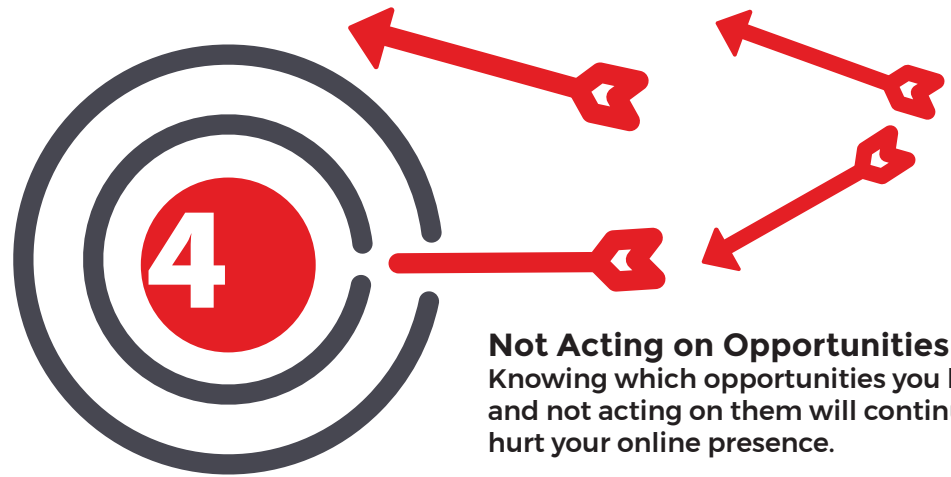 4
Not Acting on Opportunities
Knowing which opportunities you
and not acting on them will
hurt your online presence.